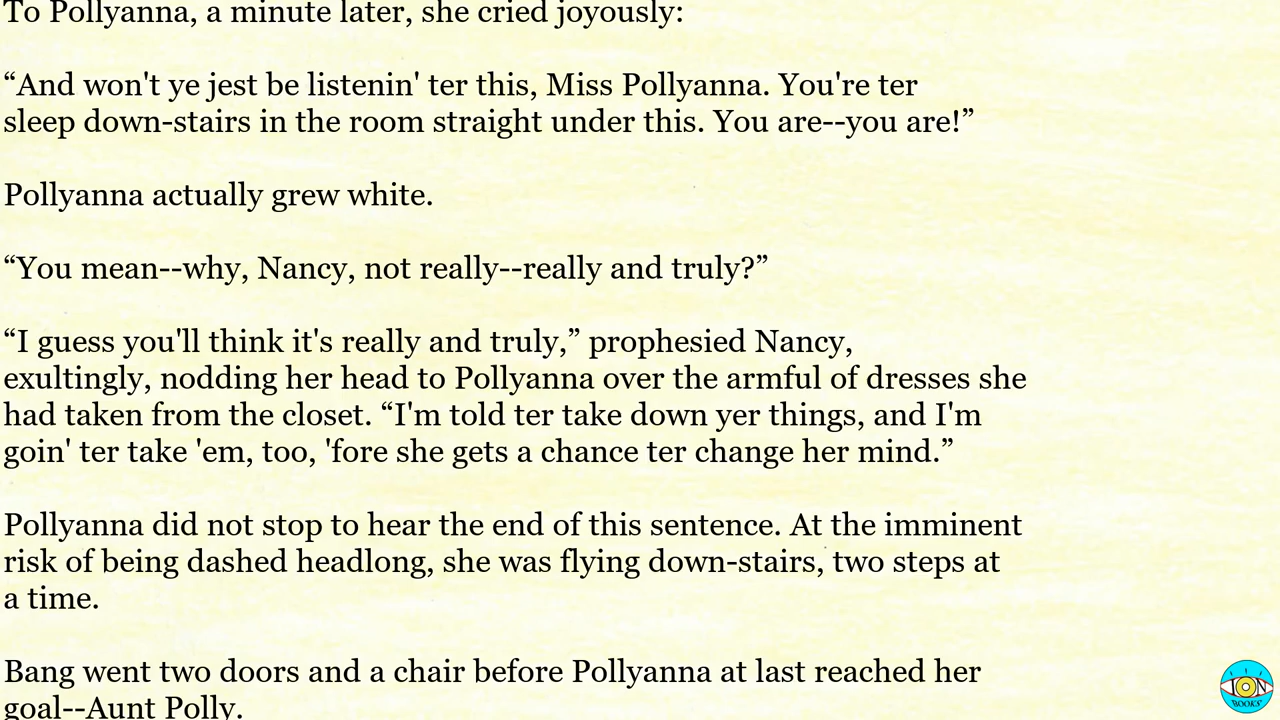 To Pollyanna, a minute later, she cried joyously:
“And won't ye jest be listenin' ter this, Miss Pollyanna. You're ter
sleep down-stairs in the room straight under this. You are--you are!”
Pollyanna actually grew white.
“You mean--why, Nancy, not really--really and truly?”
“I guess you'll think it's really and truly,” prophesied Nancy,
exultingly, nodding her head to Pollyanna over the armful of dresses she
had taken from the closet. “I'm told ter take down yer things, and I'm
goin' ter take 'em, too, 'fore she gets a chance ter change her mind.”
Pollyanna did not stop to hear the end of this sentence. At the imminent
risk of being dashed headlong, she was flying down-stairs, two steps at
a time.
Bang went two doors and a chair before Pollyanna at last reached her
goal--Aunt Polly.
ION
BOOKS